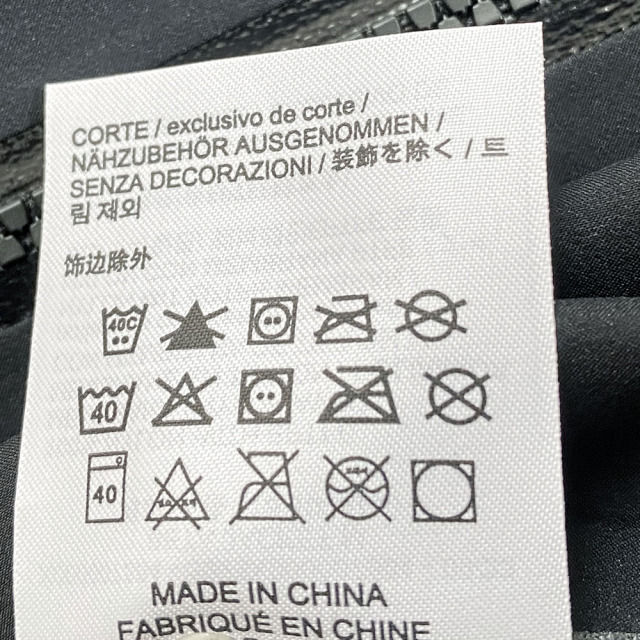 CORTE / exclusivo de corte /
NÄHZUBEHÖR AUSGENOMMEN /
SENZA DECORAZIONI / 装飾を除く / 트
림 제외
饰边除外
40C
40
40
MADE IN CHINA
FABRIQUÉ EN CHINE